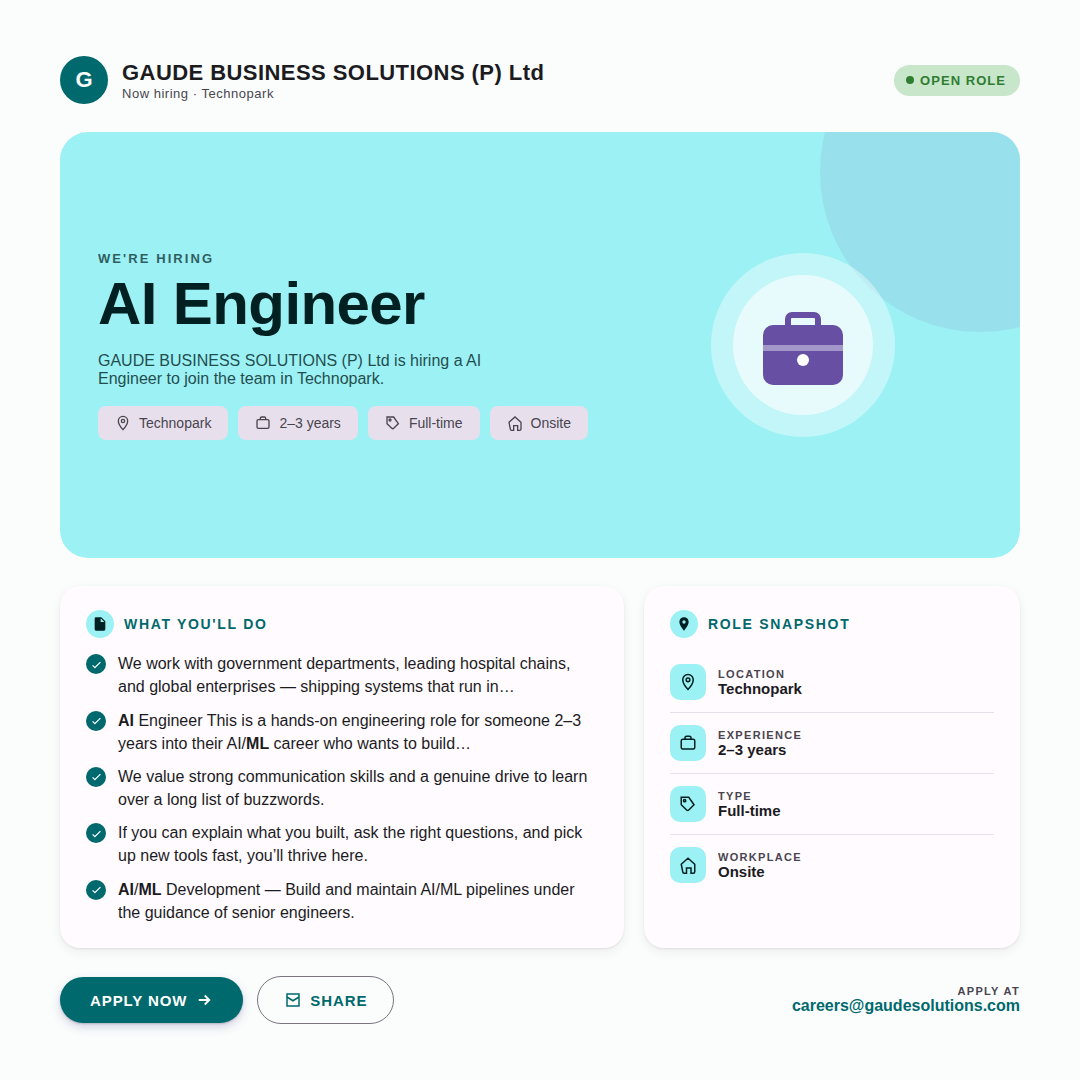 G
GAUDE BUSINESS SOLUTIONS (P) Ltd
Now hiring · Technopark
OPEN ROLE
WE'RE HIRING
AI Engineer
GAUDE BUSINESS SOLUTIONS (P) Ltd is hiring a AI
Engineer to join the team in Technopark.
Technopark
2–3 years
Full-time
Onsite
WHAT YOU'LL DO
We work with government departments, leading hospital chains,
and global enterprises — shipping systems that run in…
AI Engineer This is a hands-on engineering role for someone 2–3
years into their AI/ML career who wants to build…
We value strong communication skills and a genuine drive to learn
over a long list of buzzwords.
If you can explain what you built, ask the right questions, and pick
up new tools fast, you’ll thrive here.
AI/ML Development — Build and maintain AI/ML pipelines under
the guidance of senior engineers.
ROLE SNAPSHOT
LOCATION
Technopark
EXPERIENCE
2–3 years
TYPE
Full-time
WORKPLACE
Onsite
APPLY NOW
SHARE
APPLY AT
careers@gaudesolutions.com